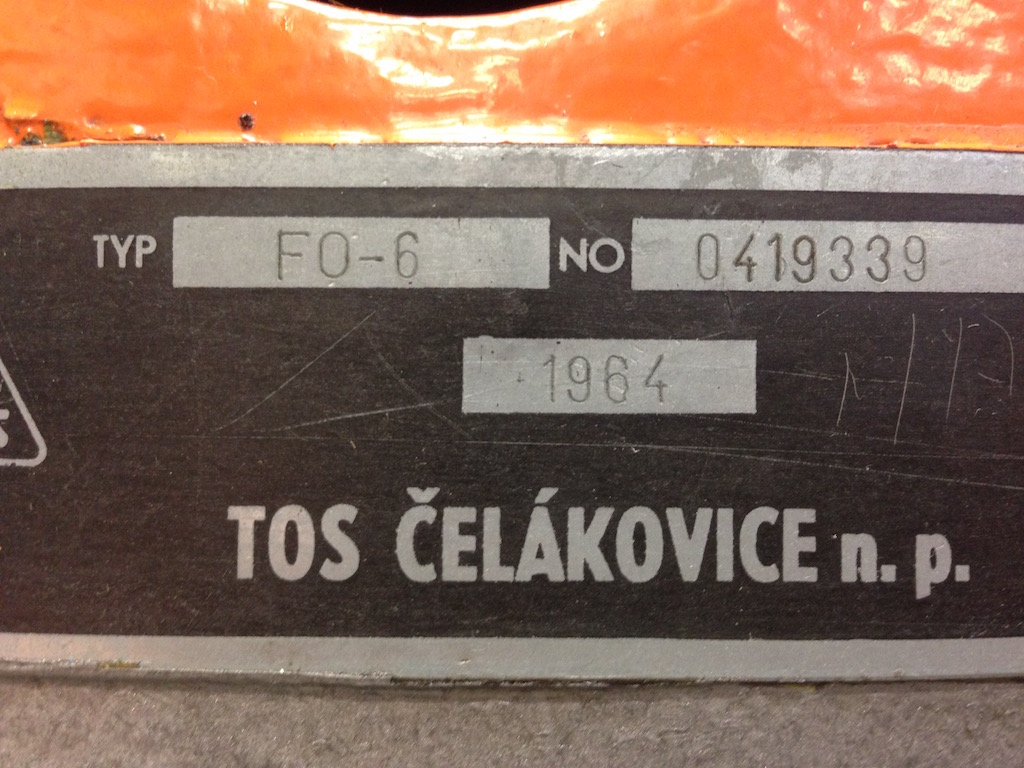 TYP FO-6 NO 0419339
1964
TOS ČELÁKOVICE n. p.